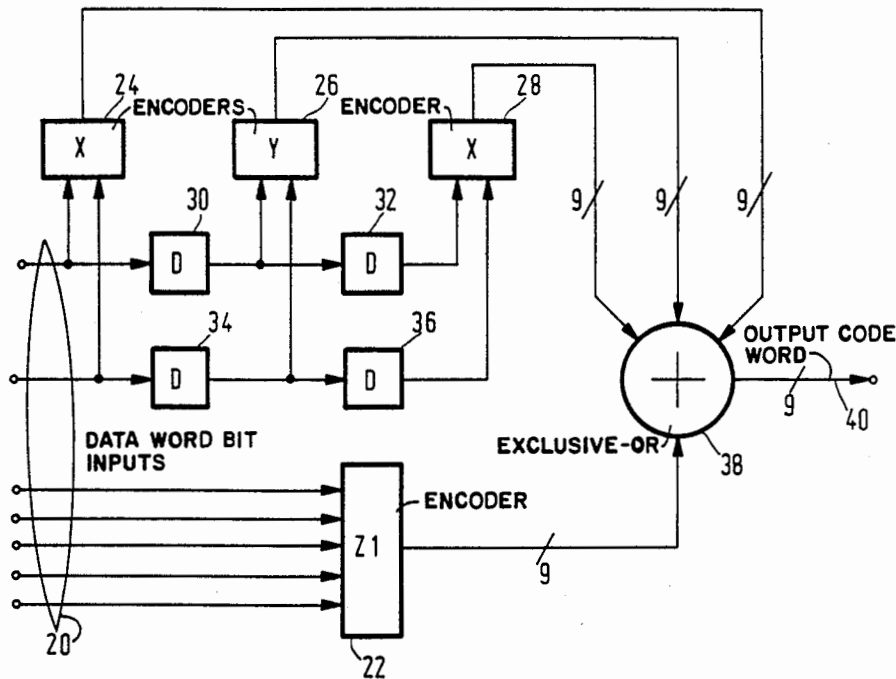 24
ENCODERS
26
ENCODER
28
X
Y
X
30
32
9
9
9
D
D
34
36
D
D
OUTPUT CODE
WORD
9
40
DATA WORD BIT
INPUTS
EXCLUSIVE-OR
38
ENCODER
Z1
9
20
22